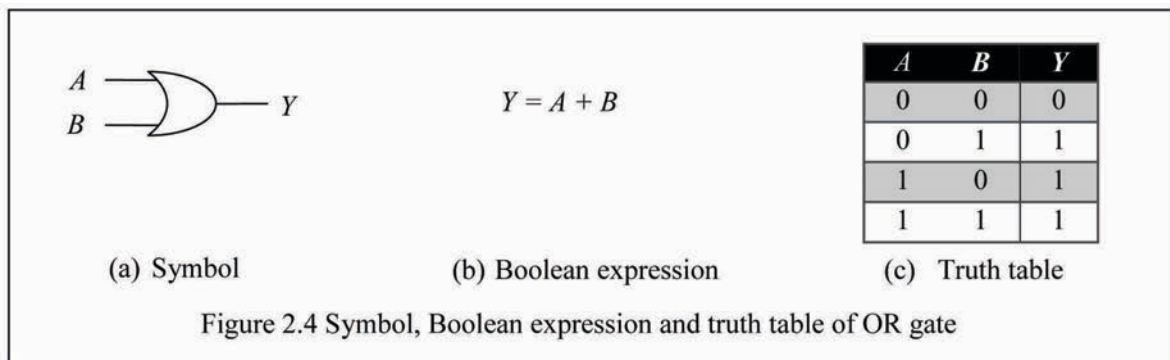 A
B
Y
Y = A + B
A B Y
0 0 0
0 1 1
1 0 1
1 1 1
(a) Symbol
(b) Boolean expression
(c) Truth table
Figure 2.4 Symbol, Boolean expression and truth table of OR gate